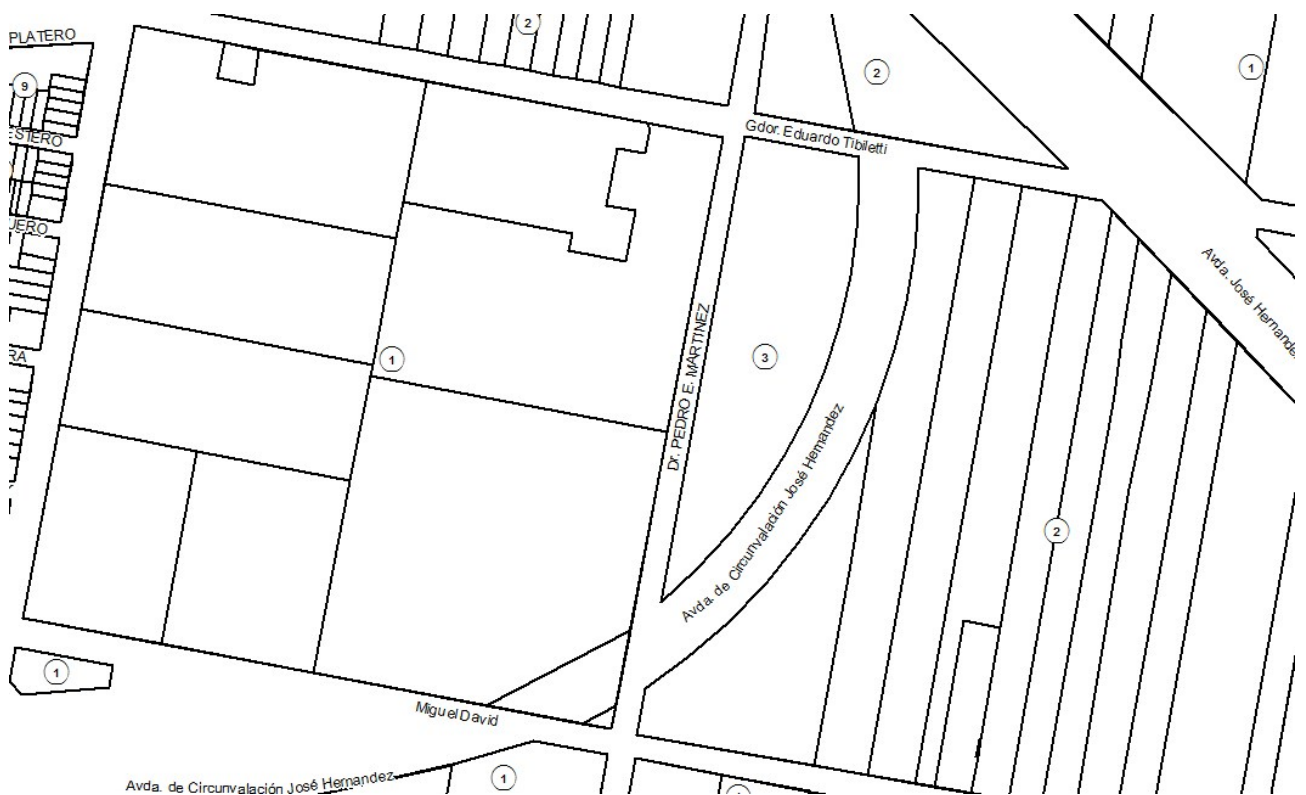 PLATERO
2
9
2
1
Gdor. Eduardo Tibiletti
ESTERO
UERO
Avda. José Hernandez
RA
1
3
Dr. PEDRO E. MARTINEZ
Avda. de Circunvalación José Hernandez
2
1
Miguel David
Avda. de Circunvalación José Hernandez
1